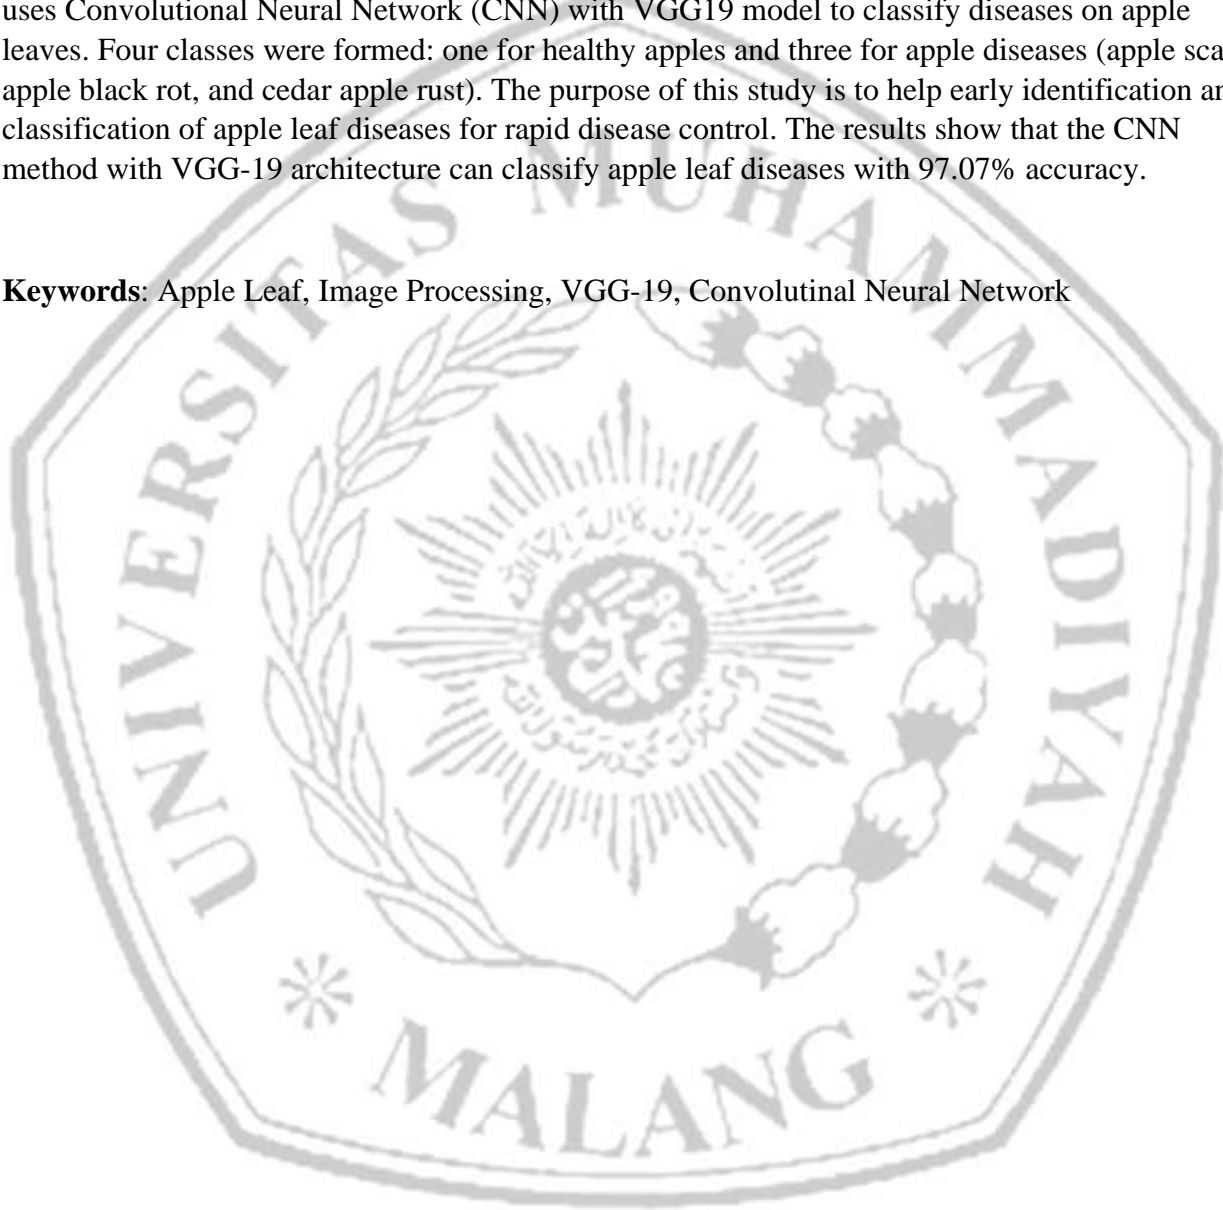 uses Convolutional Neural Network (CNN) with VGG19 model to classify diseases on apple
leaves. Four classes were formed: one for healthy apples and three for apple diseases (apple sca
apple black rot, and cedar apple rust). The purpose of this study is to help early identification an
classification of apple leaf diseases for rapid disease control. The results show that the CNN
method with VGG-19 architecture can classify apple leaf diseases with 97.07% accuracy.
Keywords: Apple Leaf, Image Processing, VGG-19, Convolutinal Neural Network
UNIVERSITAS MUHAMMADIYAH
MALANG